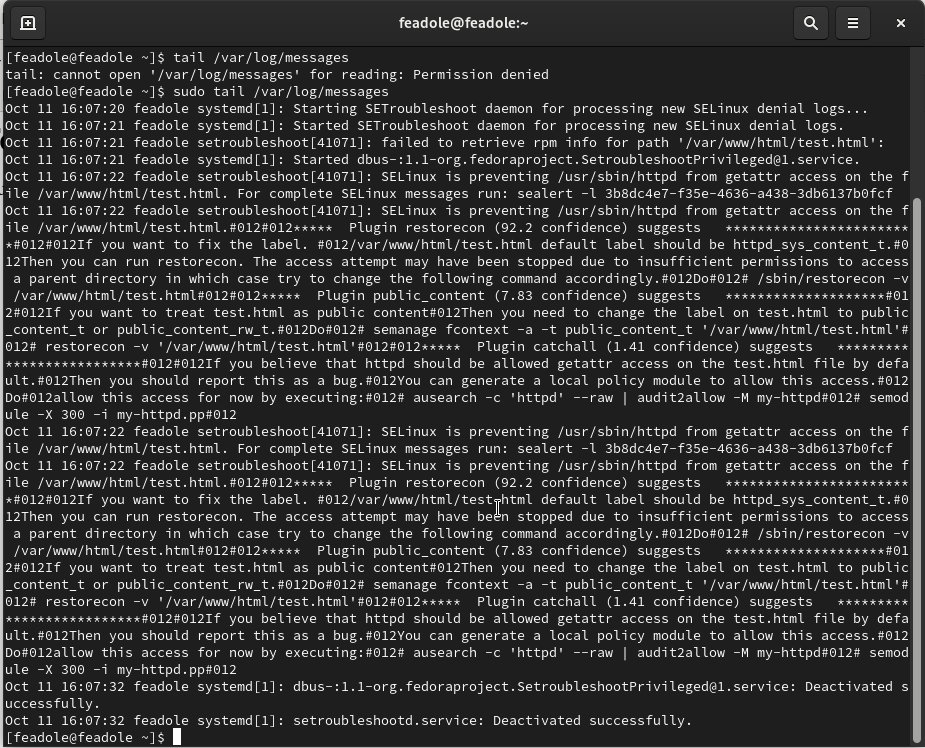 feadole@feadole:~
[feadole@feadole ~]$ tail /var/log/messages
tail: cannot open '/var/log/messages' for reading: Permission denied
[feadole@feadole ~]$ sudo tail /var/log/messages
Oct 11 16:07:20 feadole systemd[1]: Starting SETroubleshoot daemon for processing new SELinux denial logs...
Oct 11 16:07:21 feadole systemd[1]: Started SETroubleshoot daemon for processing new SELinux denial logs.
Oct 11 16:07:21 feadole setroubleshoot[41071]: failed to retrieve rpm info for path '/var/www/html/test.html':
Oct 11 16:07:21 feadole systemd[1]: Started dbus-:1.1-org.fedoraproject.SetroubleshootPrivileged@1.service.
Oct 11 16:07:22 feadole setroubleshoot[41071]: SELinux is preventing /usr/sbin/httpd from getattr access on the f
ile /var/www/html/test.html. For complete SELinux messages run: sealert -l 3b8dc4e7-f35e-4636-a438-3db6137b0fcf
Oct 11 16:07:22 feadole setroubleshoot[41071]: SELinux is preventing /usr/sbin/httpd from getattr access on the f
ile /var/www/html/test.html.#012#012*****  Plugin restorecon (92.2 confidence) suggests   ***********************
*#012#012If you want to fix the label. #012/var/www/html/test.html default label should be httpd_sys_content_t.#0
12Then you can run restorecon. The access attempt may have been stopped due to insufficient permissions to access
 a parent directory in which case try to change the following command accordingly.#012Do#012# /sbin/restorecon -v
 /var/www/html/test.html#012#012*****  Plugin public_content (7.83 confidence) suggests   ********************#01
2#012If you want to treat test.html as public content#012Then you need to change the label on test.html to public
_content_t or public_content_rw_t.#012Do#012# semanage fcontext -a -t public_content_t '/var/www/html/test.html'#
012# restorecon -v '/var/www/html/test.html'#012#012*****  Plugin catchall (1.41 confidence) suggests   *********
*****************#012#012If you believe that httpd should be allowed getattr access on the test.html file by defa
ult.#012Then you should report this as a bug.#012You can generate a local policy module to allow this access.#012
Do#012allow this access for now by executing:#012# ausearch -c 'httpd' --raw | audit2allow -M my-httpd#012# semod
ule -X 300 -i my-httpd.pp#012
Oct 11 16:07:22 feadole setroubleshoot[41071]: SELinux is preventing /usr/sbin/httpd from getattr access on the f
ile /var/www/html/test.html. For complete SELinux messages run: sealert -l 3b8dc4e7-f35e-4636-a438-3db6137b0fcf
Oct 11 16:07:22 feadole setroubleshoot[41071]: SELinux is preventing /usr/sbin/httpd from getattr access on the f
ile /var/www/html/test.html.#012#012*****  Plugin restorecon (92.2 confidence) suggests   ***********************
*#012#012If you want to fix the label. #012/var/www/html/test.html default label should be httpd_sys_content_t.#0
12Then you can run restorecon. The access attempt may have been stopped due to insufficient permissions to access
 a parent directory in which case try to change the following command accordingly.#012Do#012# /sbin/restorecon -v
 /var/www/html/test.html#012#012*****  Plugin public_content (7.83 confidence) suggests   ********************#01
2#012If you want to treat test.html as public content#012Then you need to change the label on test.html to public
_content_t or public_content_rw_t.#012Do#012# semanage fcontext -a -t public_content_t '/var/www/html/test.html'#
012# restorecon -v '/var/www/html/test.html'#012#012*****  Plugin catchall (1.41 confidence) suggests   *********
*****************#012#012If you believe that httpd should be allowed getattr access on the test.html file by defa
ult.#012Then you should report this as a bug.#012You can generate a local policy module to allow this access.#012
Do#012allow this access for now by executing:#012# ausearch -c 'httpd' --raw | audit2allow -M my-httpd#012# semod
ule -X 300 -i my-httpd.pp#012
Oct 11 16:07:32 feadole systemd[1]: dbus-:1.1-org.fedoraproject.SetroubleshootPrivileged@1.service: Deactivated s
uccessfully.
Oct 11 16:07:32 feadole systemd[1]: setroubleshootd.service: Deactivated successfully.
[feadole@feadole ~]$